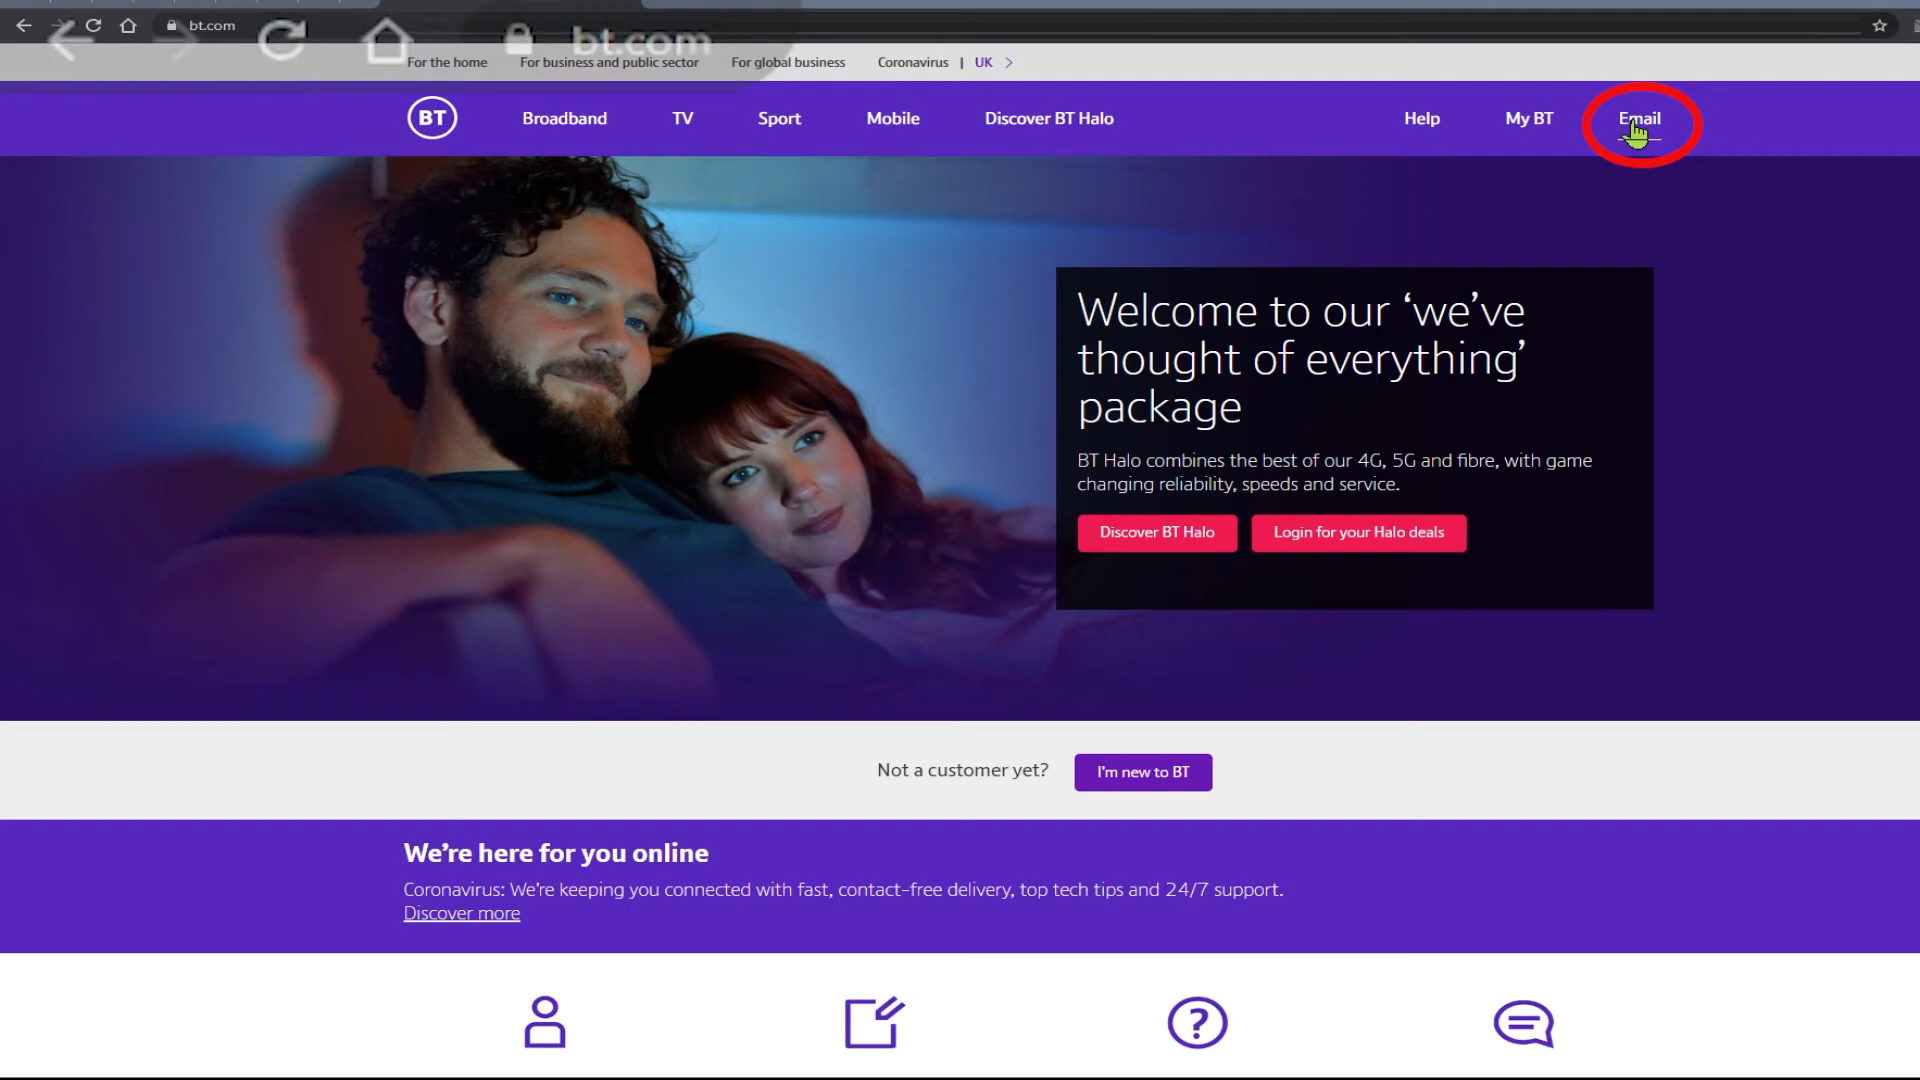 bt.com
bt.com
For the home For business and public sector For global business Coronavirus | UK >
BT Broadband TV Sport Mobile Discover BT Halo Help My BT Email
Welcome to our ‘we’ve
thought of everything’
package
BT Halo combines the best of our 4G, 5G and fibre, with game
changing reliability, speeds and service.
Discover BT Halo Login for your Halo deals
Not a customer yet? I'm new to BT
We’re here for you online
Coronavirus: We’re keeping you connected with fast, contact-free delivery, top tech tips and 24/7 support.
Discover more
?